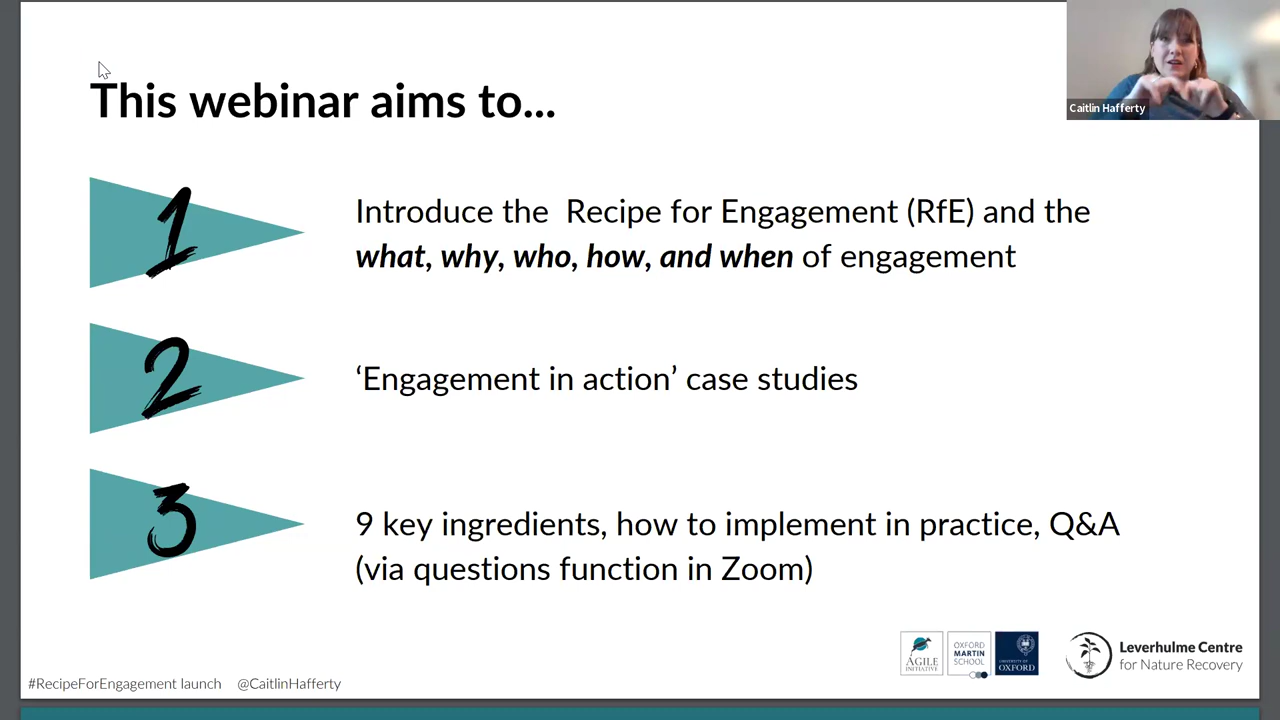 This webinar aims to...
Caitlin Hafferty
1
Introduce the Recipe for Engagement (RfE) and the
what, why, who, how, and when of engagement
2
‘Engagement in action’ case studies
3
9 key ingredients, how to implement in practice, Q&A
(via questions function in Zoom)
AGILE
INITIATIVE
OXFORD
MARTIN
SCHOOL
UNIVERSITY OF
OXFORD
Leverhulme Centre
for Nature Recovery
#RecipeForEngagement launch @CaitlinHafferty